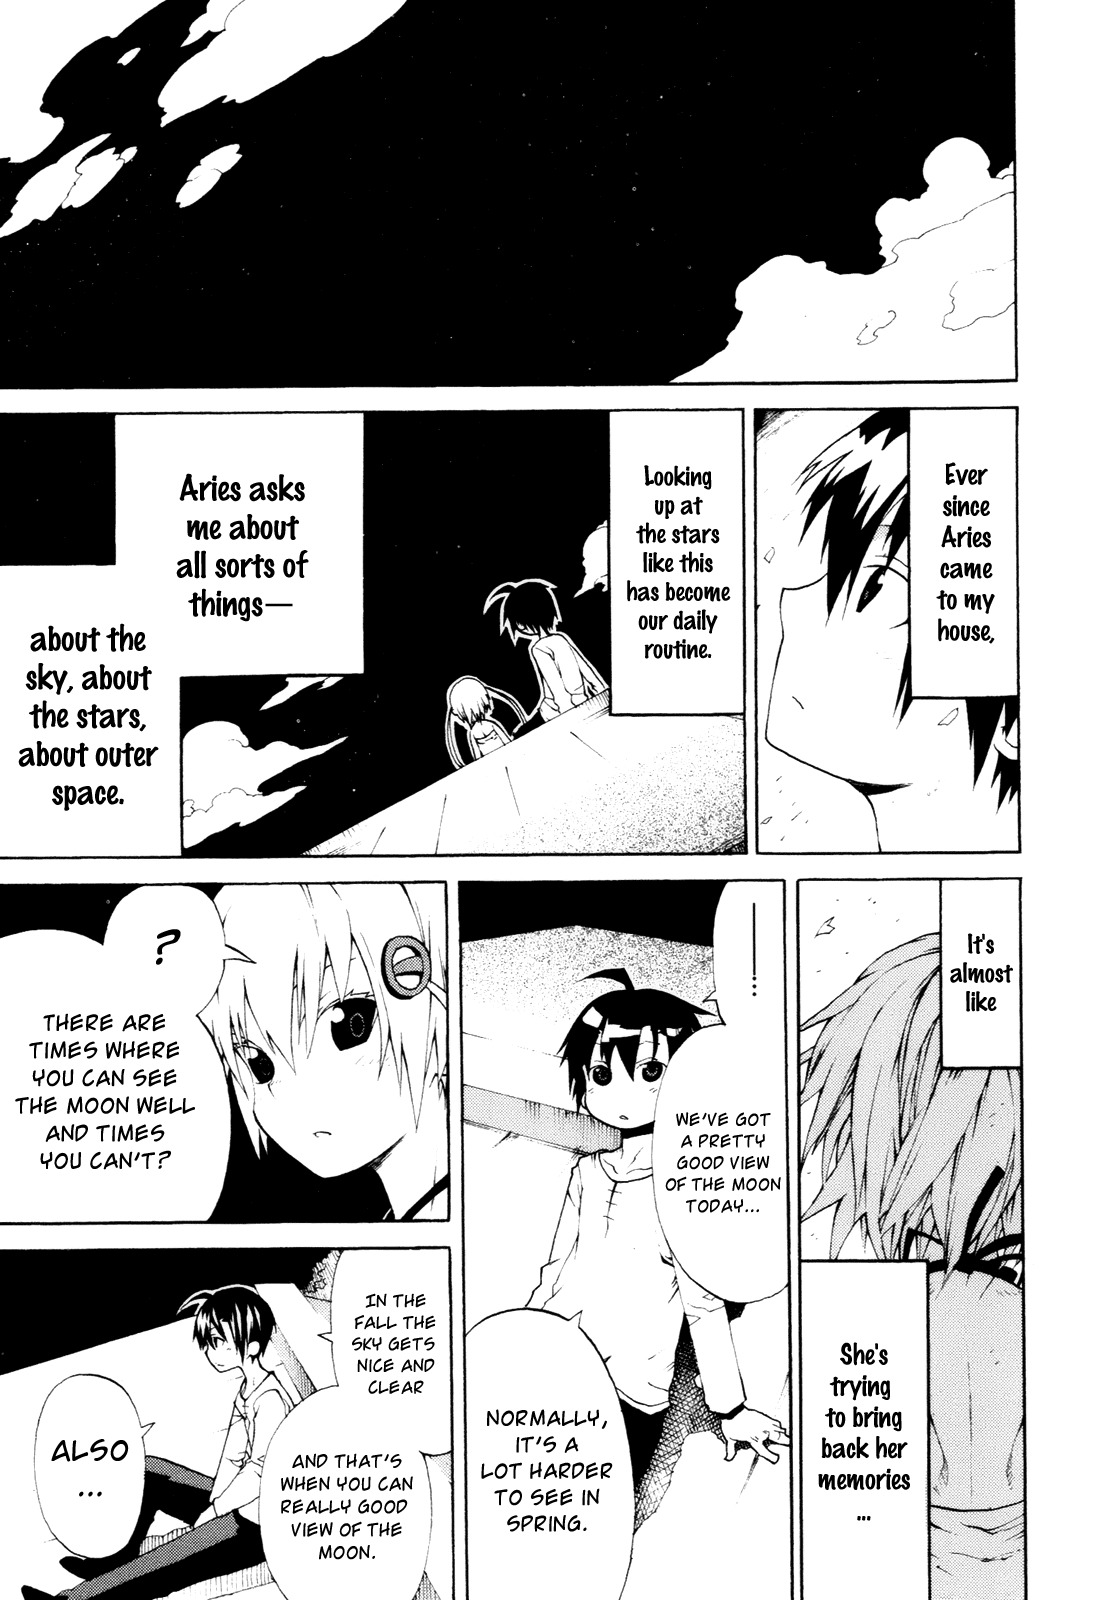 Ever
since
Aries
came
to my
house,
Looking
up at
the stars
like this
has become
our daily
routine.
Aries asks
me about
all sorts of
things—
about the
sky, about
the stars,
about outer
space.
It's
almost
like
She's
trying
to bring
back her
memories
...
WE'VE GOT
A PRETTY
GOOD VIEW
OF THE MOON
TODAY...
NORMALLY,
IT'S A
LOT HARDER
TO SEE IN
SPRING.
?
THERE ARE
TIMES WHERE
YOU CAN SEE
THE MOON WELL
AND TIMES
YOU CAN'T?
IN THE
FALL THE
SKY GETS
NICE AND
CLEAR
AND THAT'S
WHEN YOU CAN
REALLY GOOD
VIEW OF THE
MOON.
ALSO
...